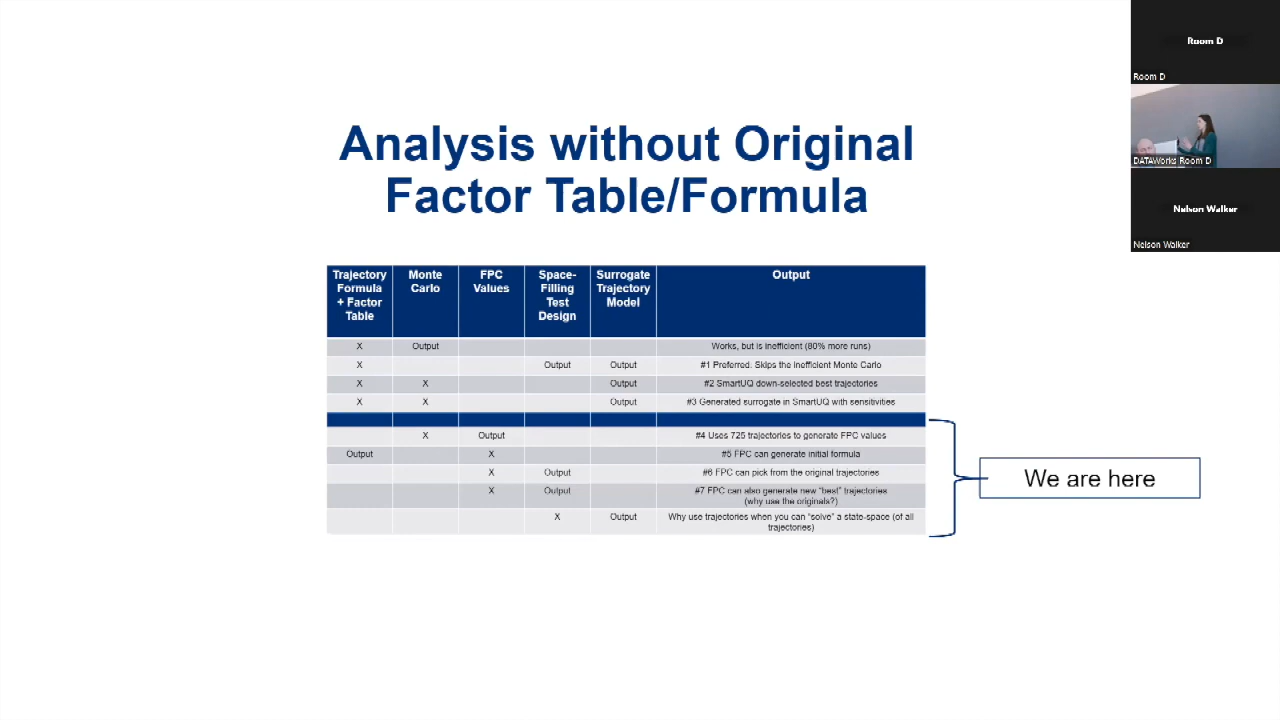 Analysis without Original
Factor Table/Formula
Trajectory Formula + Factor Table | Monte Carlo | FPC Values | Space-Filling Test Design | Surrogate Trajectory Model | Output
X | Output | | | | Works, but is inefficient (80% more runs)
X | | | Output | Output | #1 Preferred: Skips the inefficient Monte Carlo
X | X | | | Output | #2 SmartUQ down-selected best trajectories
X | X | | | Output | #3 Generated surrogate in SmartUQ with sensitivities
| X | Output | | | #4 Uses 725 trajectories to generate FPC values
Output | | X | | | #5 FPC can generate initial formula
| | X | Output | | #6 FPC can pick from the original trajectories
| | X | Output | | #7 FPC can also generate new “best” trajectories (why use the originals?)
| | | X | Output | Why use trajectories when you can “solve” a state-space (of all trajectories)
We are here
Room D
Room D
DATAWorks Room D
Nelson Walker
Nelson Walker